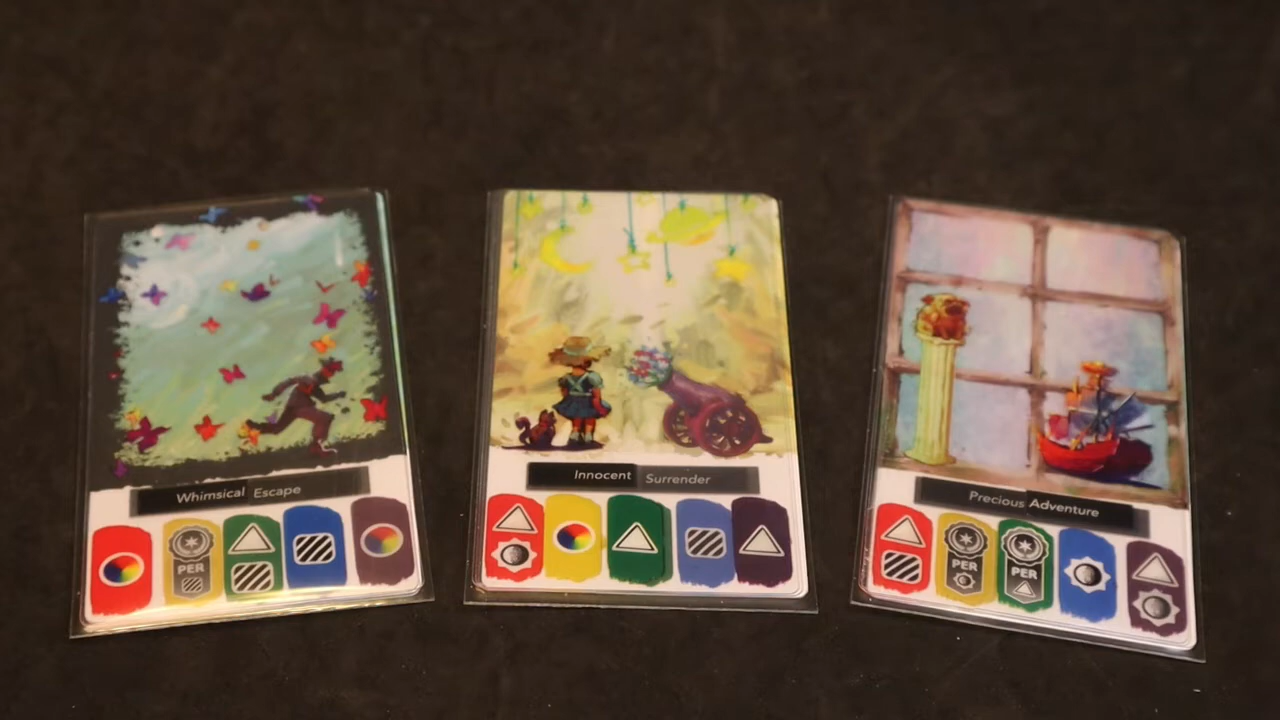 Whimsical Escape
PER
Innocent Surrender
Precious Adventure
PER
PER